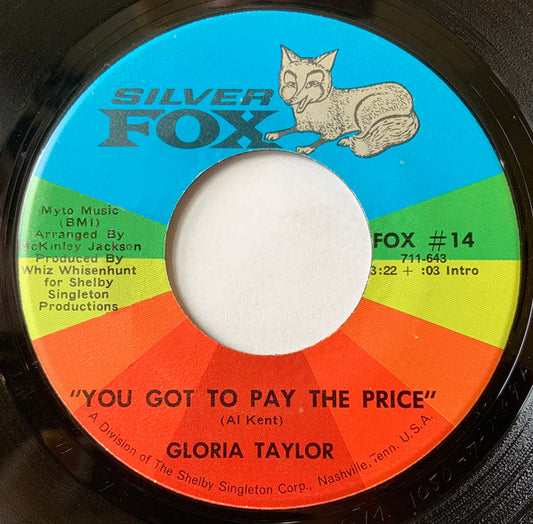 SILVER
FOX
Myto Music
(BMI)
Arranged By
McKinley Jackson
Produced By
Whiz Whisenhunt
for Shelby
Singleton
Productions
FOX #14
711-643
3:22 + :03 Intro
"YOU GOT TO PAY THE PRICE"
(Al Kent)
GLORIA TAYLOR
A Division of The Shelby Singleton Corp., Nashville, Tenn. U.S.A.